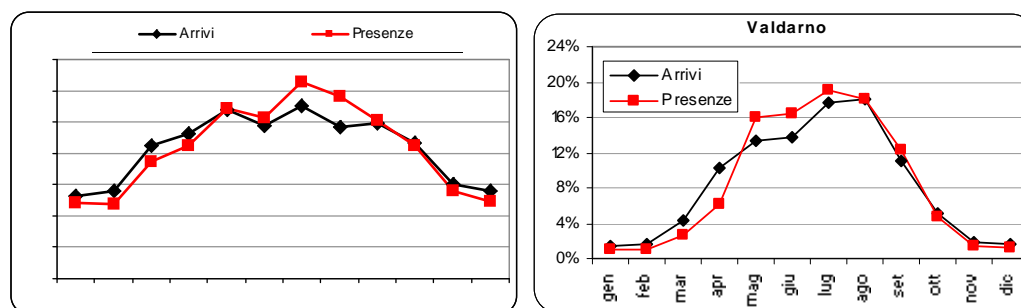 Arrivi Presenze
Valdarno
24%
20%
16%
12%
8%
4%
0%
Arrivi
Presenze
gen feb mar apr mag giu lug ago set ott nov dic